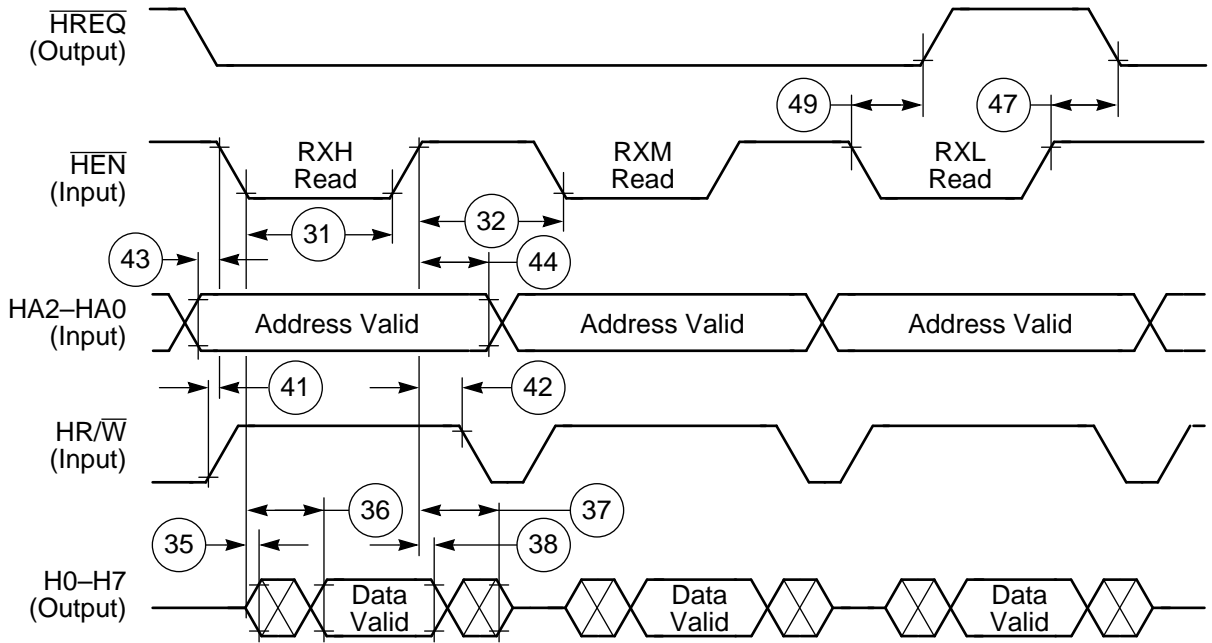 HREQ
(Output)
49
47
HEN
(Input)
RXH
Read
RXM
Read
RXL
Read
31
32
43
44
HA2–HA0
(Input)
Address Valid
Address Valid
Address Valid
41
42
HR/W
(Input)
36
37
35
38
H0–H7
(Output)
Data
Valid
Data
Valid
Data
Valid